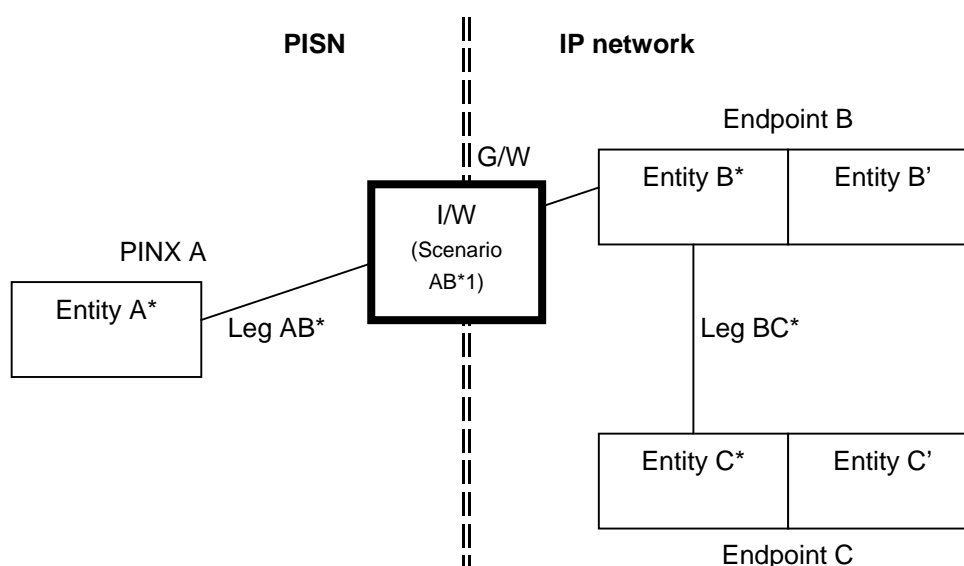 PISN
IP network
Endpoint B
G/W
Entity B*
Entity B’
I/W
(Scenario
AB*1)
PINX A
Entity A*
Leg AB*
Leg BC*
Entity C*
Entity C’
Endpoint C